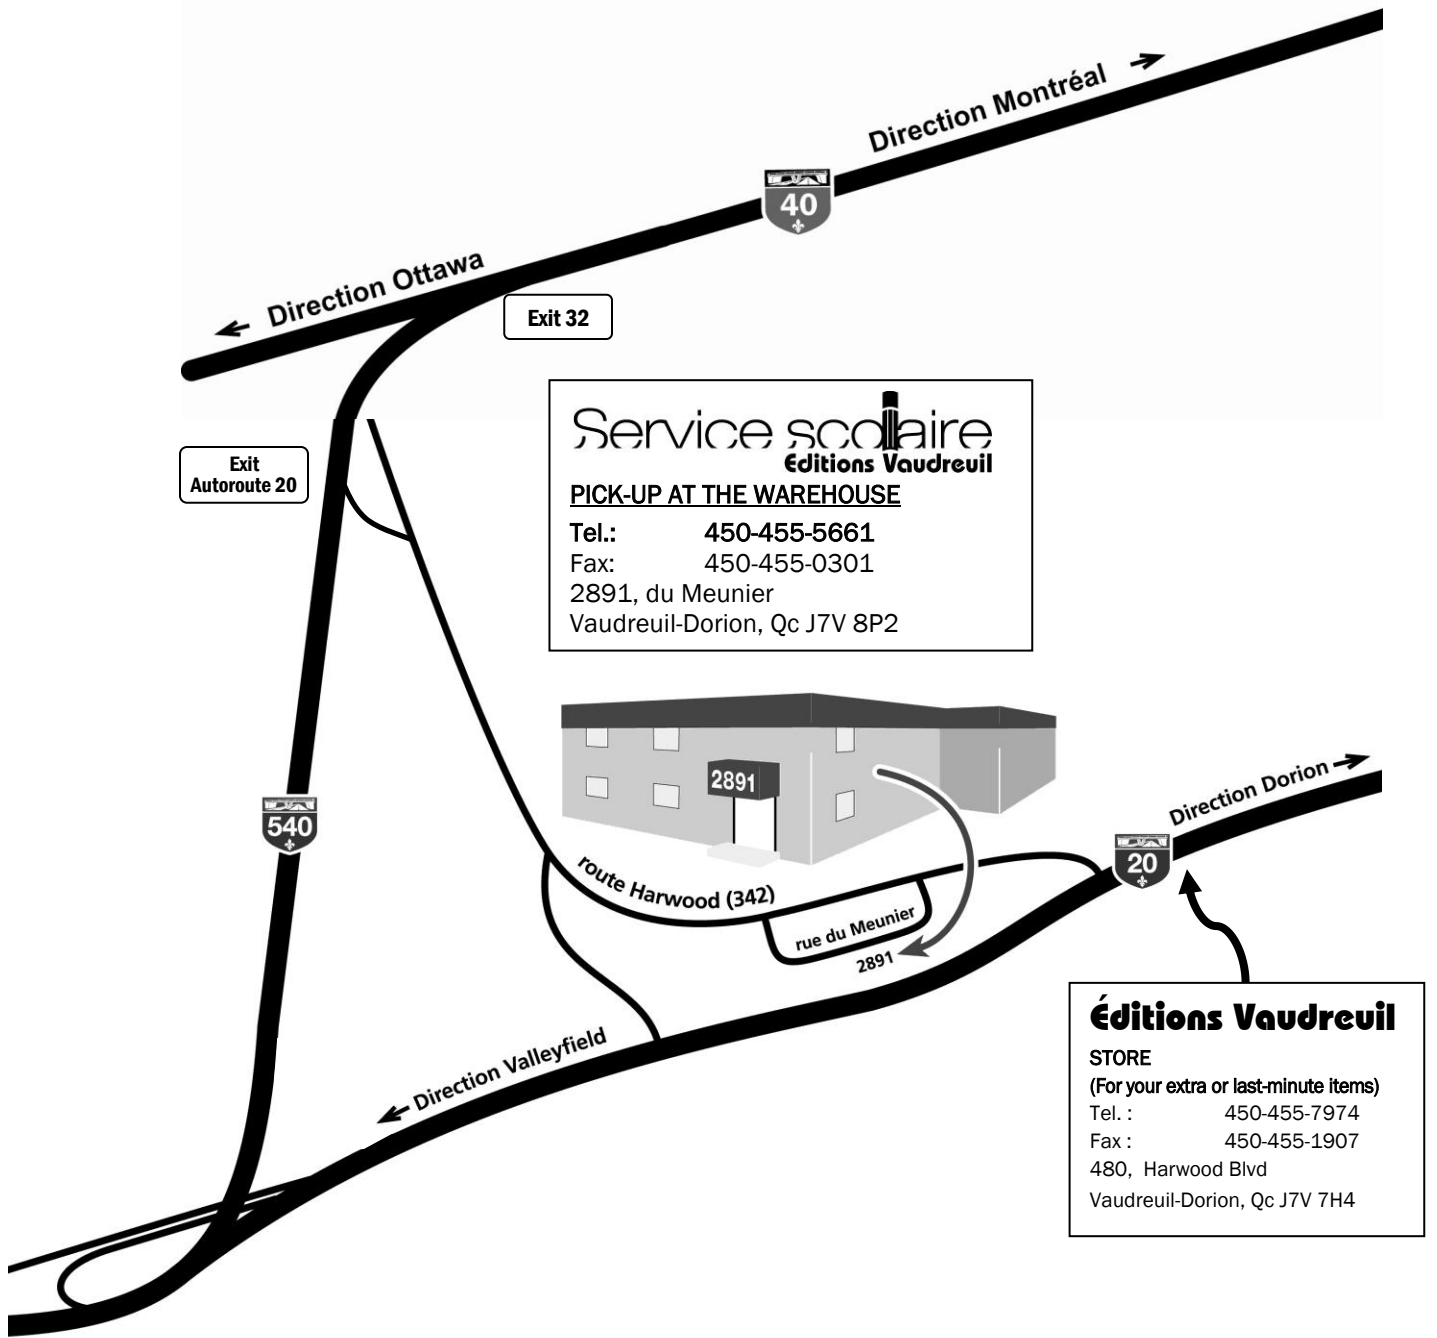 Direction Montréal
40
Direction Ottawa
Exit 32
Exit
Autoroute 20
Service scolaire
Éditions Vaudreuil
PICK-UP AT THE WAREHOUSE
Tel.: 450-455-5661
Fax: 450-455-0301
2891, du Meunier
Vaudreuil-Dorion, Qc J7V 8P2
2891
540
Direction Dorion
20
route Harwood (342)
rue du Meunier
2891
Direction Valleyfield
Éditions Vaudreuil
STORE
(For your extra or last-minute items)
Tel. : 450-455-7974
Fax : 450-455-1907
480, Harwood Blvd
Vaudreuil-Dorion, Qc J7V 7H4